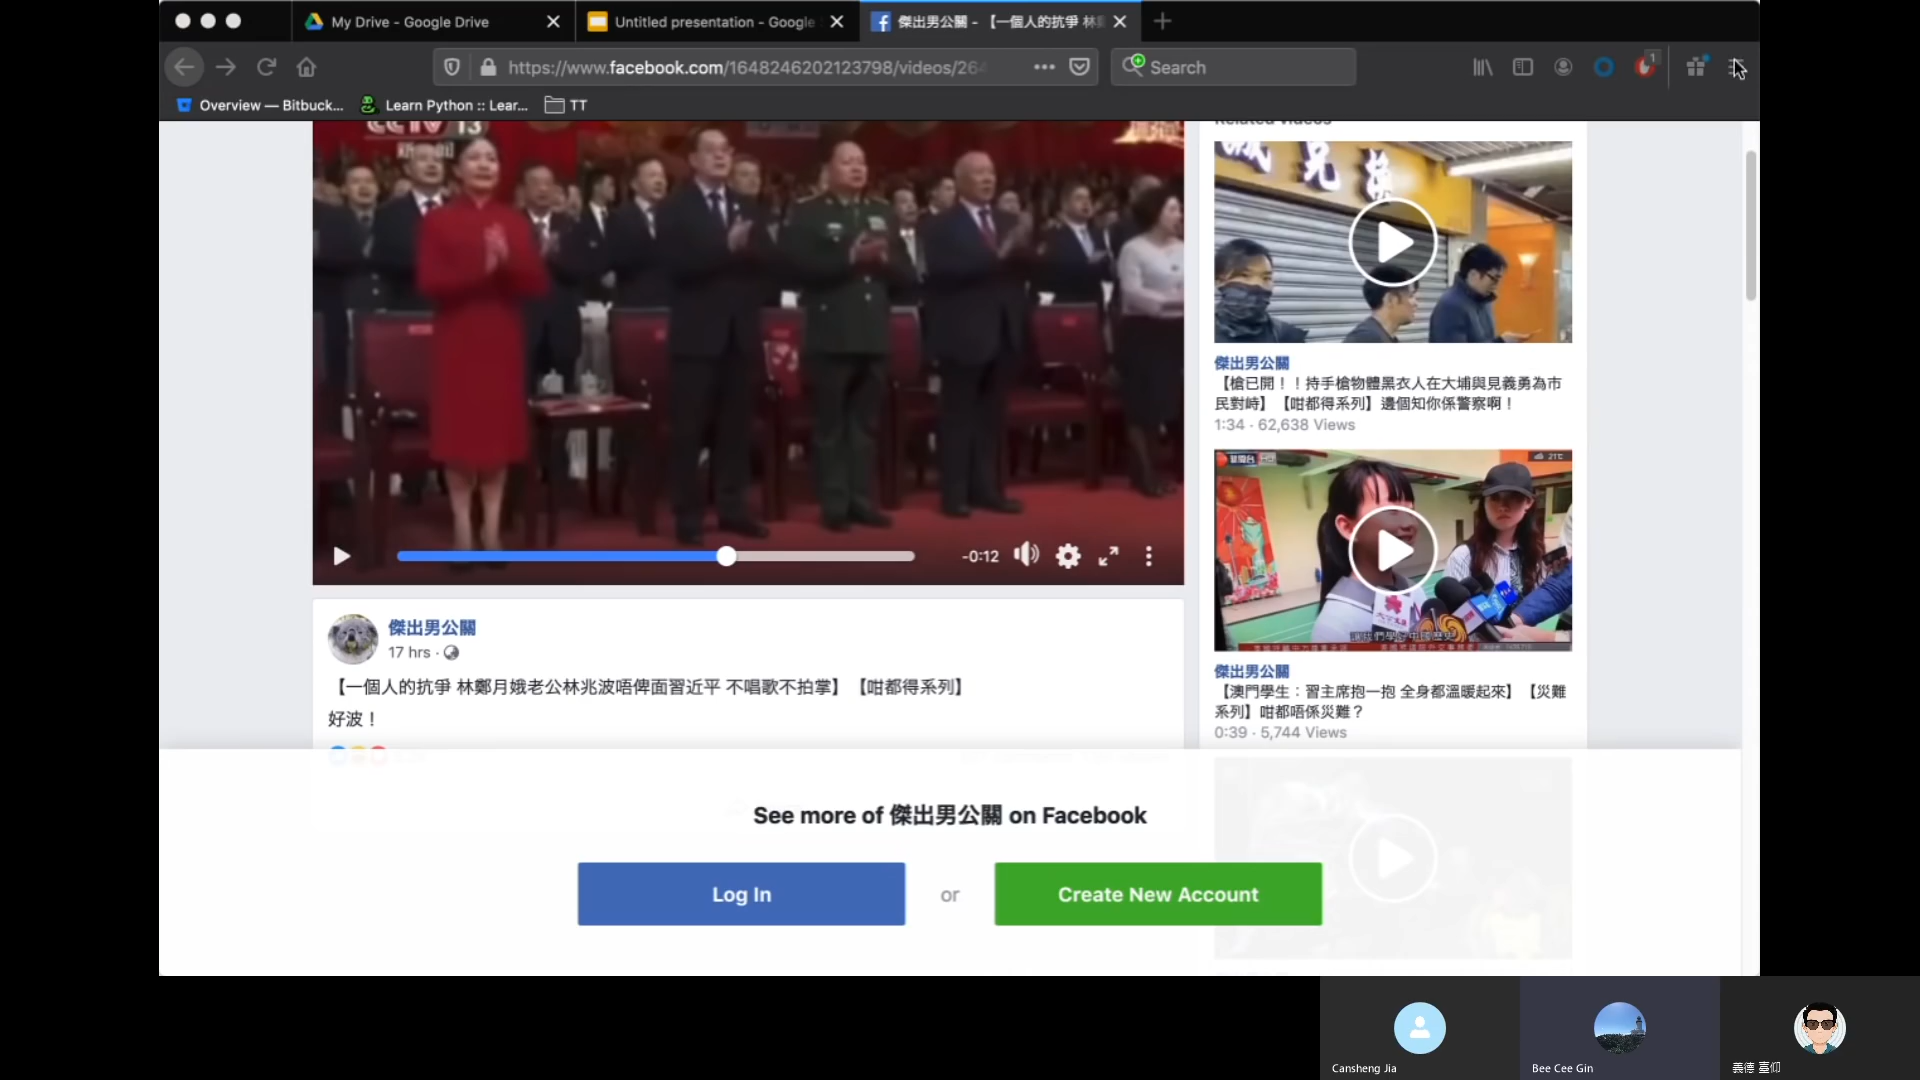 My Drive - Google Drive
Untitled presentation - Google
傑出男公關 - 【一個人的抗爭 林
https://www.facebook.com/1648246202123798/videos/264
Search
1
Overview — Bitbuck...
Learn Python :: Lear...
TT
CCTV 13
Related videos
傑出男公關
【槍已開！！持手槍物體黑衣人在大埔與見義勇為市
民對峙】【咁都得系列】邊個知你係警察啊！
1:34 · 62,638 Views
21°C
-0:12
傑出男公關
17 hrs ·
【一個人的抗爭 林鄭月娥老公林兆波唔俾面習近平 不唱歌不拍掌】【咁都得系列】
好波！
傑出男公關
【澳門學生：習主席抱一抱 全身都溫暖起來】【災難
系列】咁都唔係災難？
0:39 · 5,744 Views
See more of 傑出男公關 on Facebook
Log In
or
Create New Account
Cansheng Jia
Bee Cee Gin